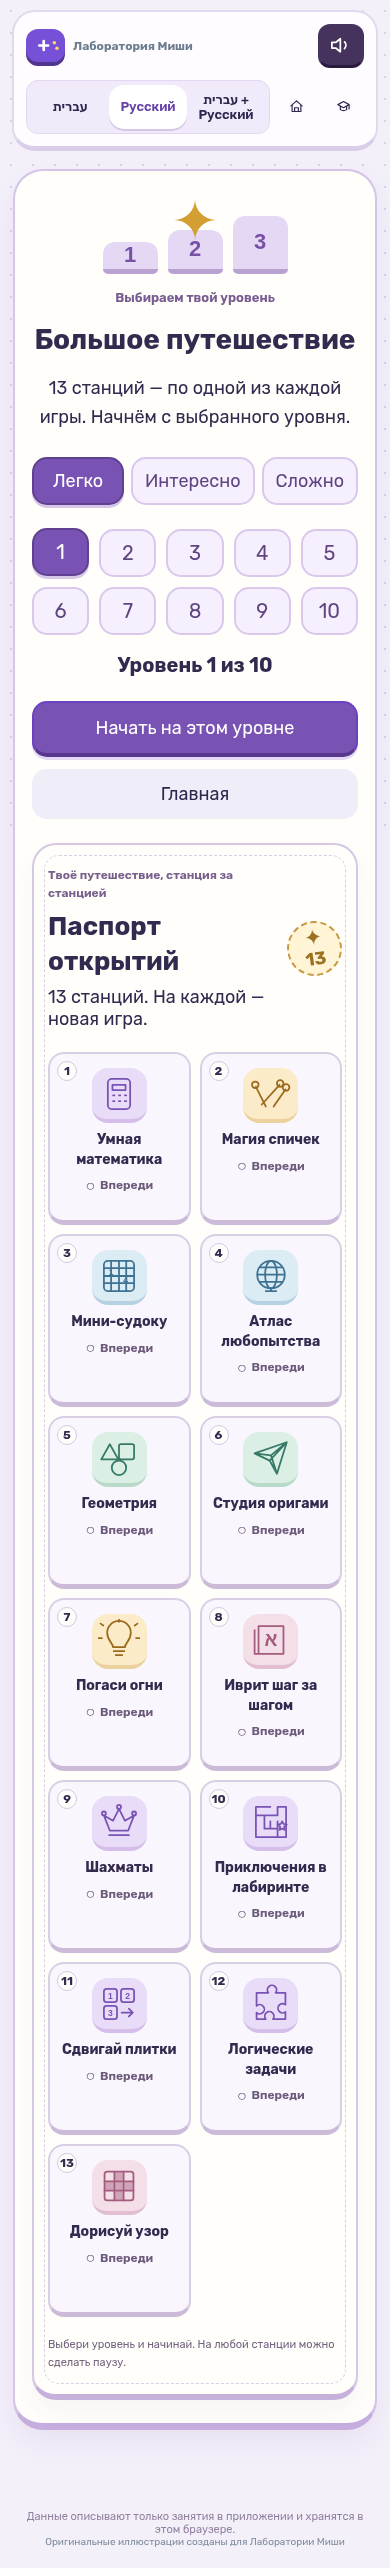 Лаборатория Миши
עברית
Русский
עברית +
Русский
1
2
3
Выбираем твой уровень
Большое путешествие
13 станций — по одной из каждой
игры. Начнём с выбранного уровня.
Легко
Интересно
Сложно
1
2
3
4
5
6
7
8
9
10
Уровень 1 из 10
Начать на этом уровне
Главная
Твоё путешествие, станция за
станцией
Паспорт
открытий
13
13 станций. На каждой —
новая игра.
1
Умная
математика
Впереди
2
Магия спичек
Впереди
3
Мини-судоку
Впереди
4
Атлас
любопытства
Впереди
5
Геометрия
Впереди
6
Студия оригами
Впереди
7
Погаси огни
Впереди
8
א
Иврит шаг за
шагом
Впереди
9
Шахматы
Впереди
10
Приключения в
лабиринте
Впереди
11
1
2
3
Сдвигай плитки
Впереди
12
Логические
задачи
Впереди
13
Дорисуй узор
Впереди
Выбери уровень и начинай. На любой станции можно
сделать паузу.
Данные описывают только занятия в приложении и хранятся в
этом браузере.
Оригинальные иллюстрации созданы для Лаборатории Миши